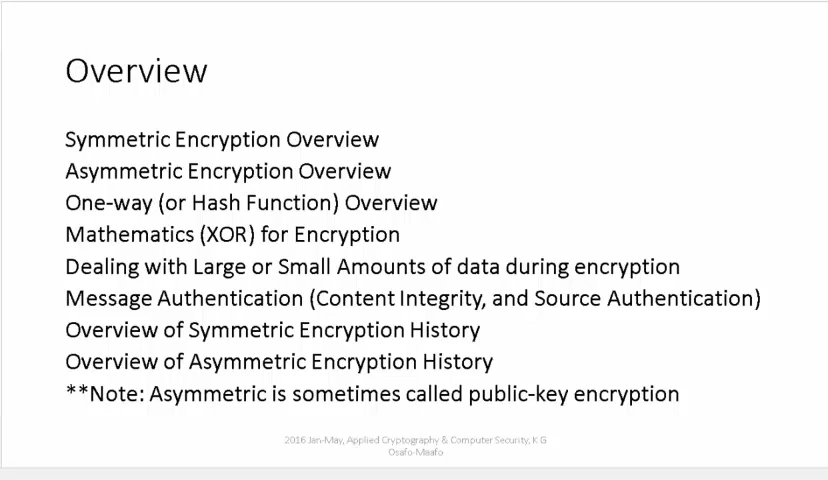 Overview
Symmetric Encryption Overview
Asymmetric Encryption Overview
One-way (or Hash Function) Overview
Mathematics (XOR) for Encryption
Dealing with Large or Small Amounts of data during encryption
Message Authentication (Content Integrity, and Source Authentication)
Overview of Symmetric Encryption History
Overview of Asymmetric Encryption History
**Note: Asymmetric is sometimes called public-key encryption
2016 Jan-May, Applied Cryptography & Computer Security, K G
Osafo-Maafo